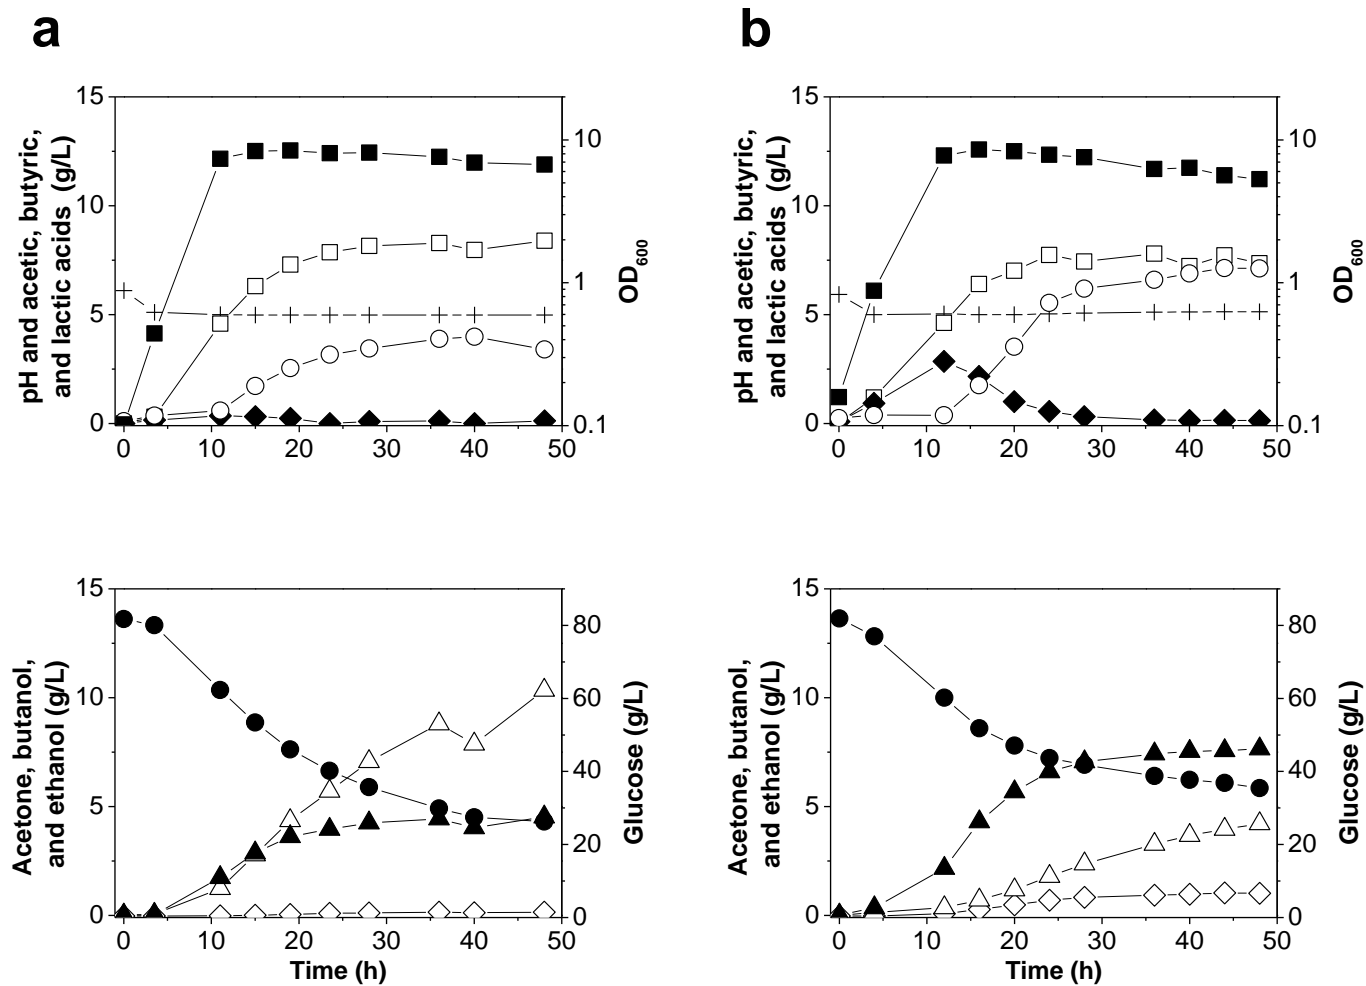 a
b
15
10
5
0
pH and acetic, butyric,
and lactic acids (g/L)
10
1
0.1
OD600
0 10 20 30 40 50
15
10
5
0
pH and acetic, butyric,
and lactic acids (g/L)
10
1
0.1
OD600
0 10 20 30 40 50
15
10
5
0
Acetone, butanol,
and ethanol (g/L)
80
60
40
20
0
Glucose (g/L)
0 10 20 30 40 50
Time (h)
15
10
5
0
Acetone, butanol,
and ethanol (g/L)
80
60
40
20
0
Glucose (g/L)
0 10 20 30 40 50
Time (h)